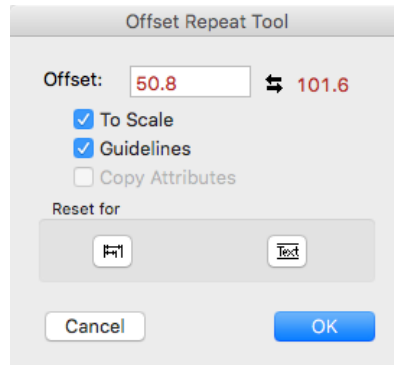 Offset Repeat Tool
Offset: 50.8 101.6
To Scale
Guidelines
Copy Attributes
Reset for
Text
Cancel OK